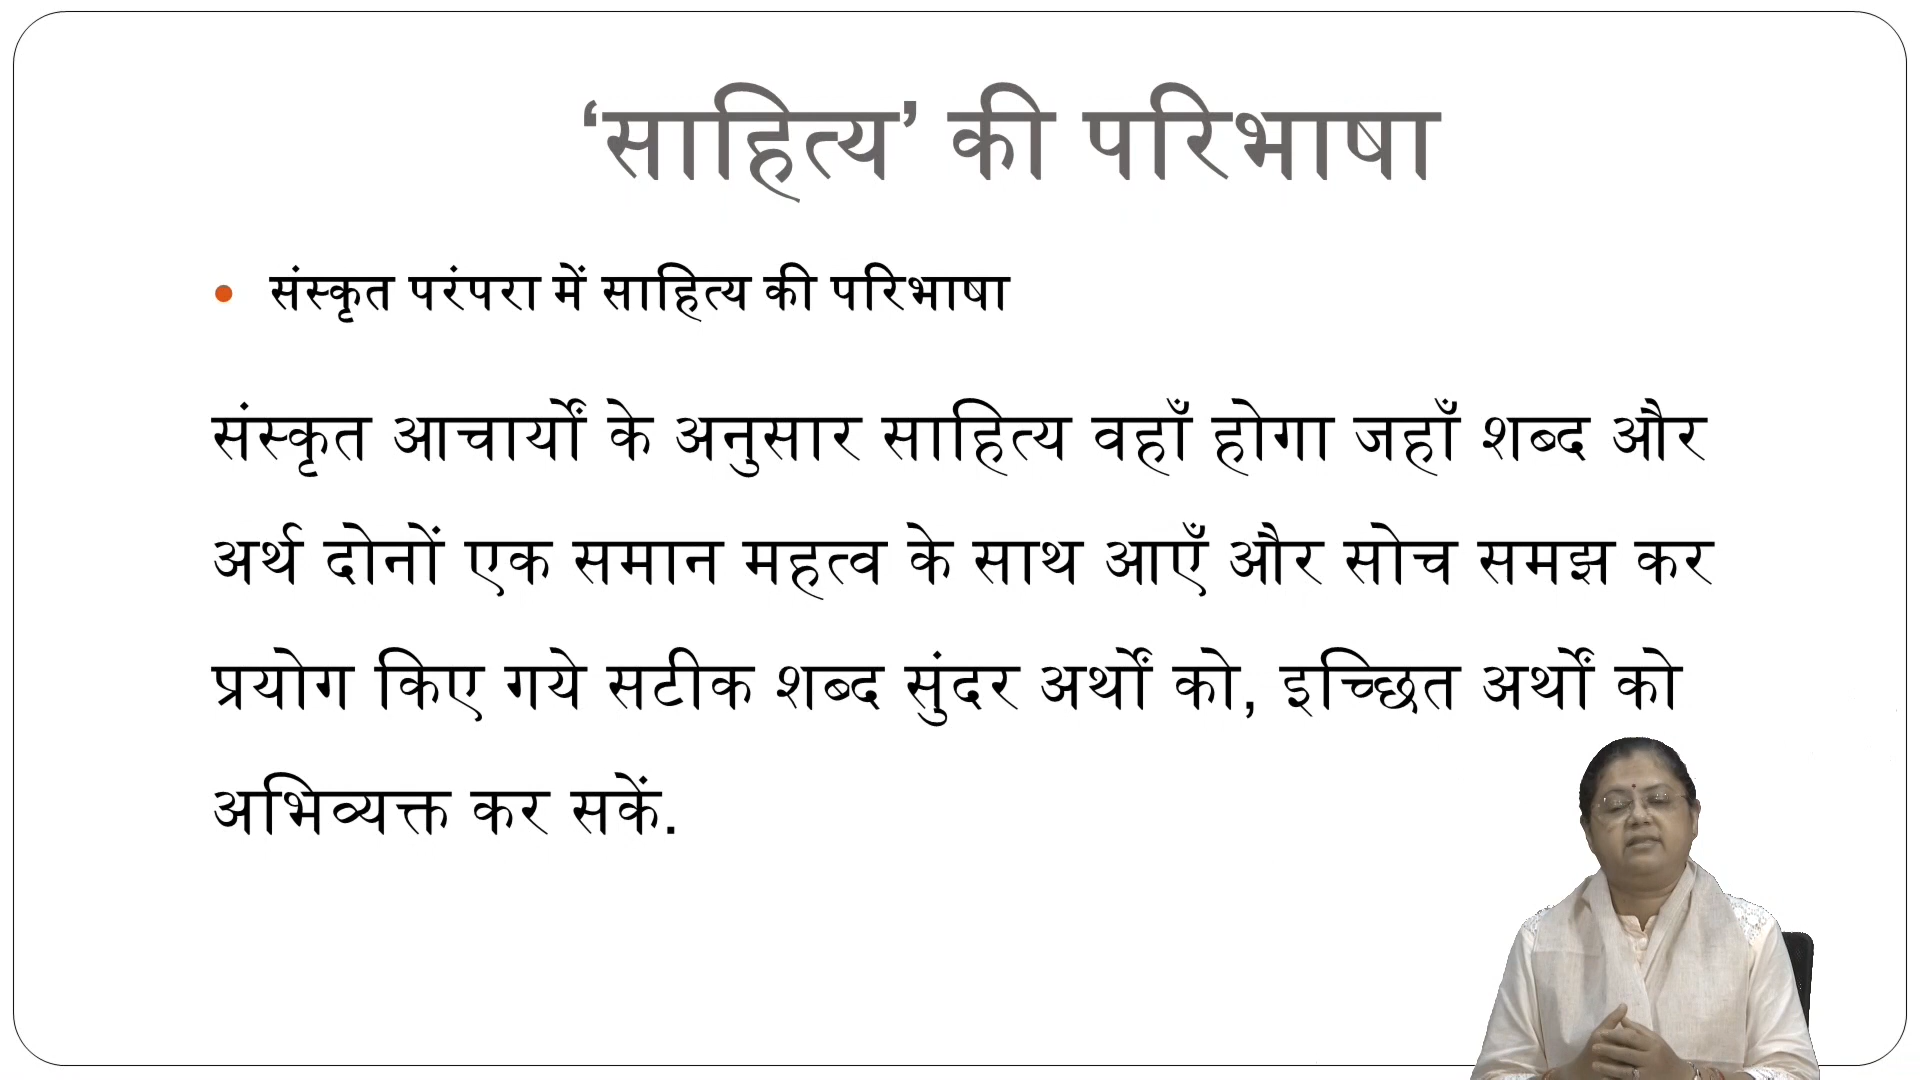 ‘साहित्य’ की परिभाषा
• संस्कृत परंपरा में साहित्य की परिभाषा
संस्कृत आचार्यों के अनुसार साहित्य वहाँ होगा जहाँ शब्द और
अर्थ दोनों एक समान महत्व के साथ आएँ और सोच समझ कर
प्रयोग किए गये सटीक शब्द सुंदर अर्थों को, इच्छित अर्थों को
अभिव्यक्त कर सकें.